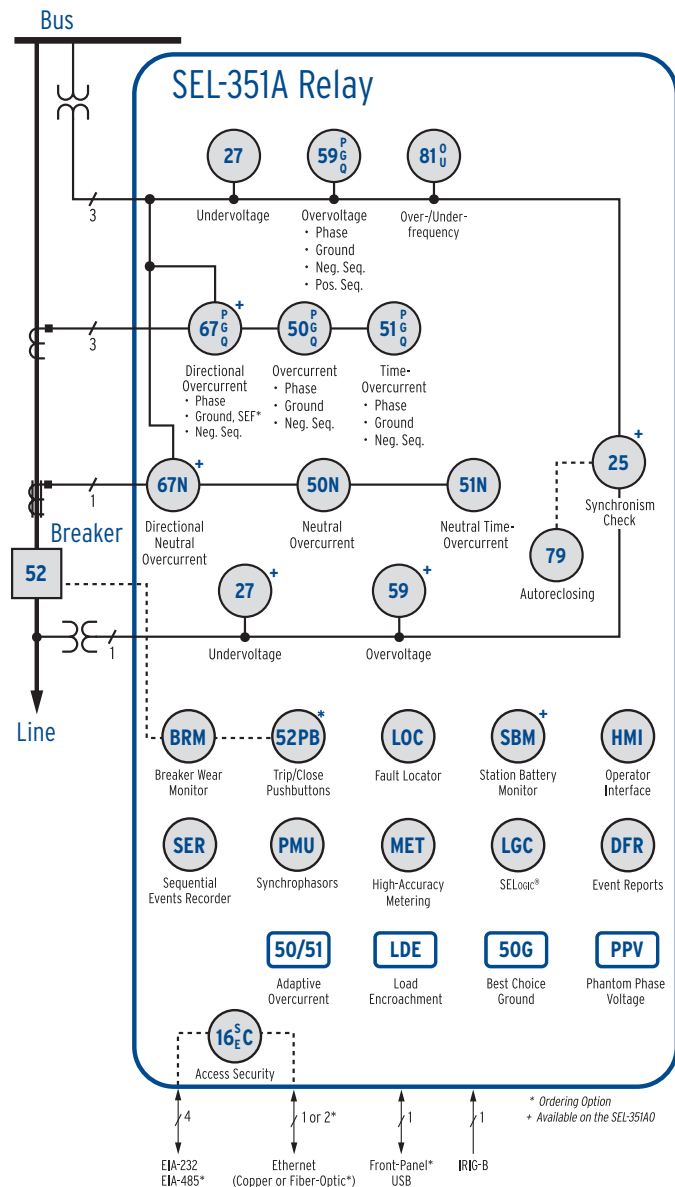 Bus
SEL-351A Relay
27
59 P G Q
81 O U
3
Undervoltage
Overvoltage
· Phase
· Ground
· Neg. Seq.
· Pos. Seq.
Over-/Under-
frequency
67 P G Q +
50 P G Q
51 P G Q
3
Directional
Overcurrent
· Phase
· Ground, SEF*
· Neg. Seq.
Overcurrent
· Phase
· Ground
· Neg. Seq.
Time-
Overcurrent
· Phase
· Ground
· Neg. Seq.
25 +
Synchronism
Check
67N +
50N
51N
1
Directional
Neutral
Overcurrent
Neutral
Overcurrent
Neutral Time-
Overcurrent
Breaker
52
79
Autoreclosing
27 +
59 +
1
Undervoltage
Overvoltage
Line
BRM
52PB *
LOC
SBM +
HMI
Breaker Wear
Monitor
Trip/Close
Pushbuttons
Fault Locator
Station Battery
Monitor
Operator
Interface
SER
PMU
MET
LGC
DFR
Sequential
Events Recorder
Synchrophasors
High-Accuracy
Metering
SELOGIC®
Event Reports
50/51
LDE
50G
PPV
Adaptive
Overcurrent
Load
Encroachment
Best Choice
Ground
Phantom Phase
Voltage
16 S E C
Access Security
4
1 or 2*
1
1
* Ordering Option
+ Available on the SEL-351A0
EIA-232
EIA-485*
Ethernet
(Copper or Fiber-Optic*)
Front-Panel*
USB
IRIG-B